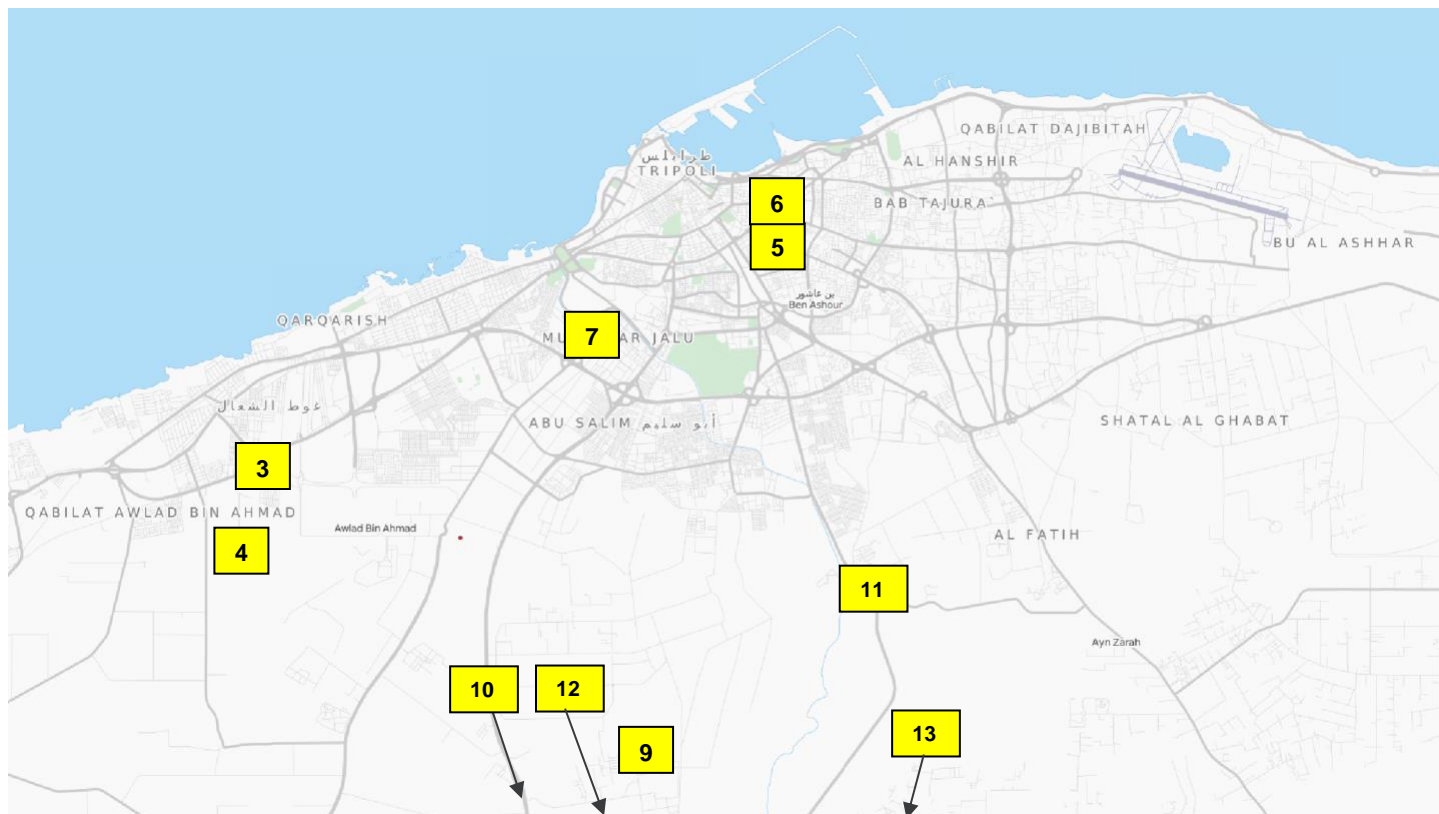 QABILAT DAJIBITAH
طرابلس
TRIPOLI
AL HANSHIR
6
BAB TAJURA'
5
BU AL ASHHAR
بن عاشور
Ben Ashour
QARQARISH
7
MU
AR JALU
غوط الشعال
ABU SALIM أبو سليم
SHATAL AL GHABAT
3
QABILAT AWLAD BIN AHMAD
Awlad Bin Ahmad
AL FATIH
4
11
Ayn Zarah
10
12
13
9